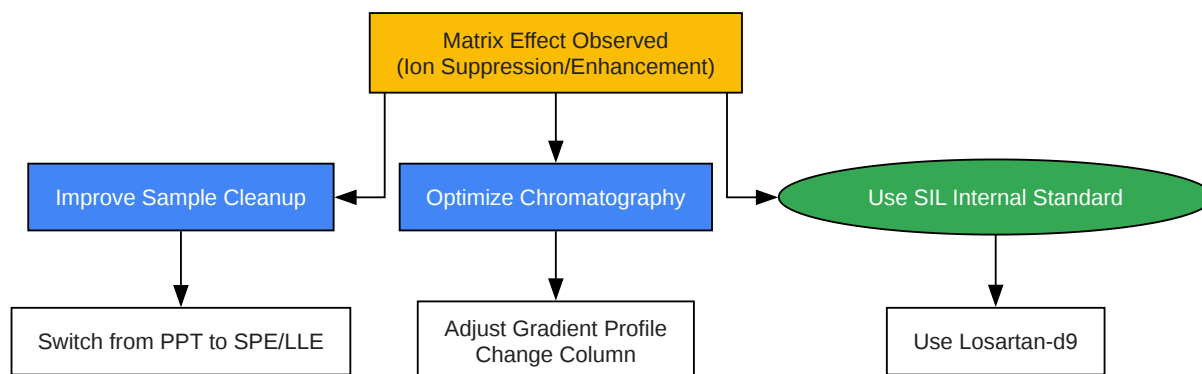 Matrix Effect Observed
(Ion Suppression/Enhancement)
Improve Sample Cleanup
Optimize Chromatography
Use SIL Internal Standard
Switch from PPT to SPE/LLE
Adjust Gradient Profile
Change Column
Use Losartan-d9